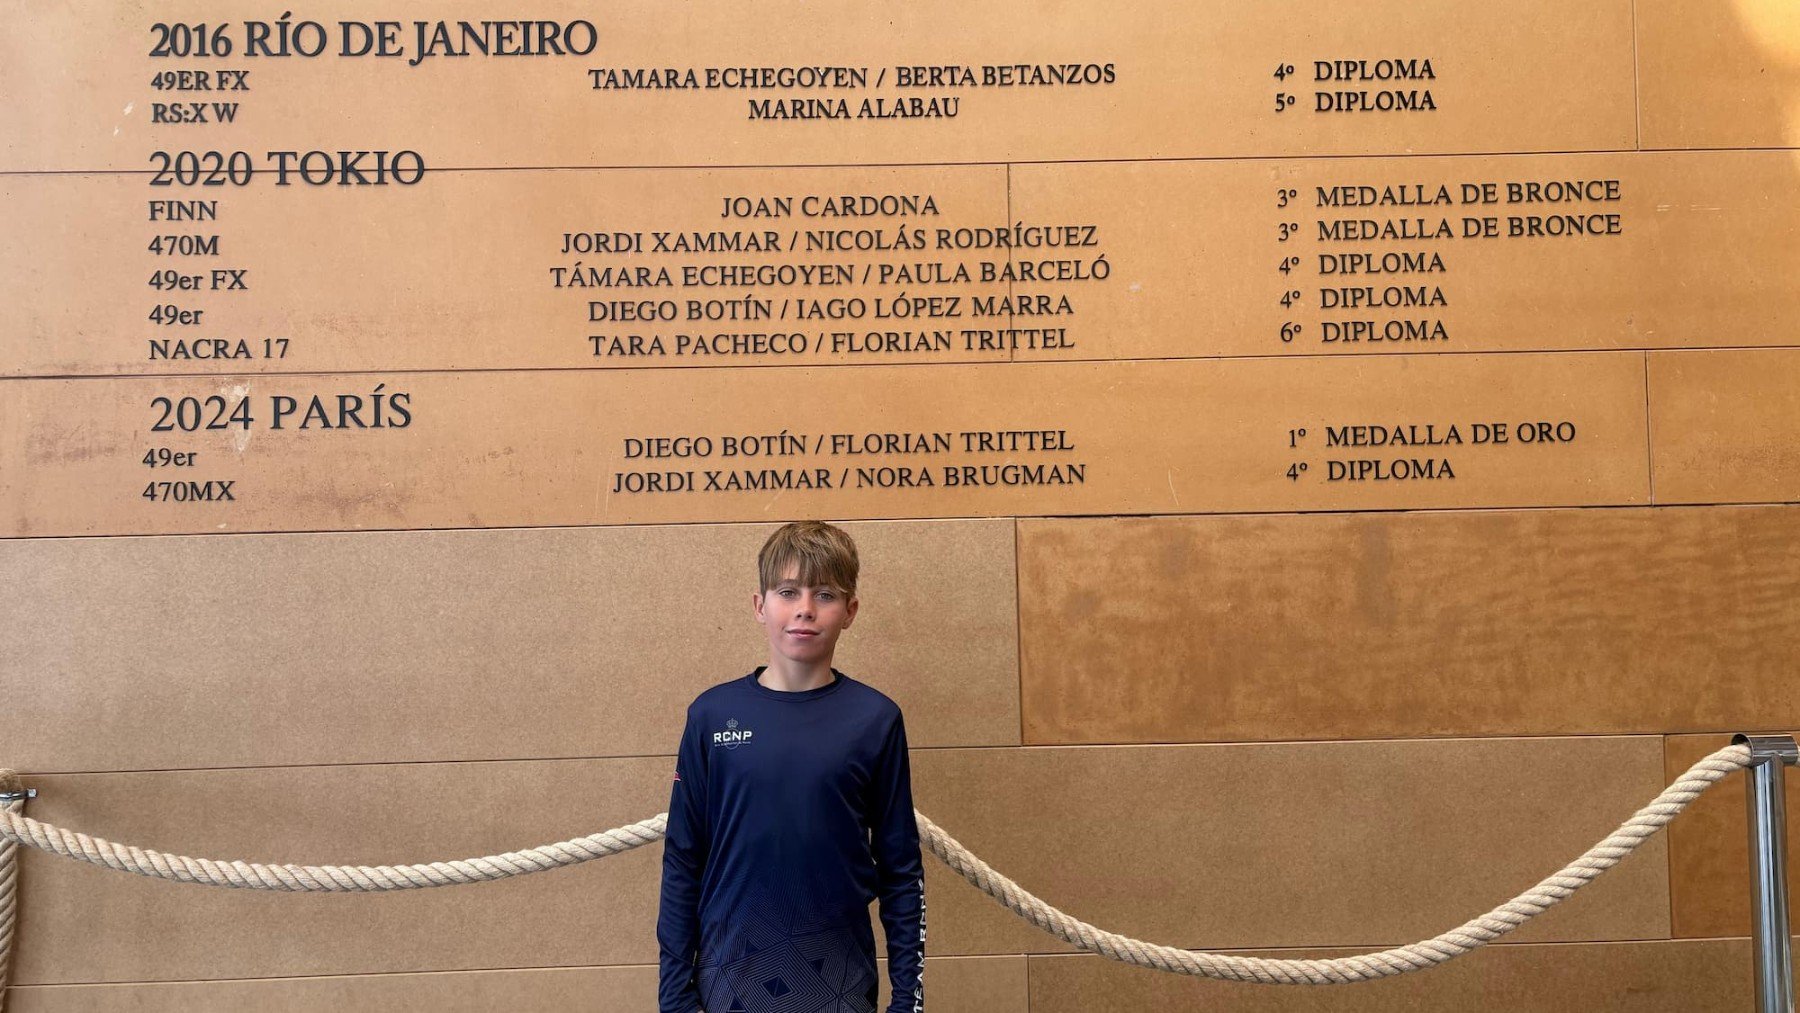 2016 RÍO DE JANEIRO
49ER FX TAMARA ECHEGOYEN / BERTA BETANZOS 4º DIPLOMA
RS:X W MARINA ALABAU 5º DIPLOMA
2020 TOKIO
FINN JOAN CARDONA 3º MEDALLA DE BRONCE
470M JORDI XAMMAR / NICOLÁS RODRÍGUEZ 3º MEDALLA DE BRONCE
49er FX TÁMARA ECHEGOYEN / PAULA BARCELÓ 4º DIPLOMA
49er DIEGO BOTÍN / IAGO LÓPEZ MARRA 4º DIPLOMA
NACRA 17 TARA PACHECO / FLORIAN TRITTEL 6º DIPLOMA
2024 PARÍS
49er DIEGO BOTÍN / FLORIAN TRITTEL 1º MEDALLA DE ORO
470MX JORDI XAMMAR / NORA BRUGMAN 4º DIPLOMA
RCNP
TEAM